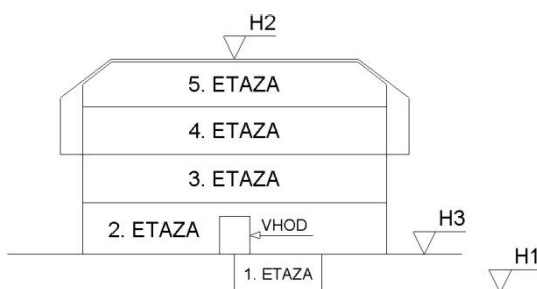 H2
5. ETAZA
4. ETAZA
3. ETAZA
2. ETAZA
VHOD
H3
1. ETAZA
H1